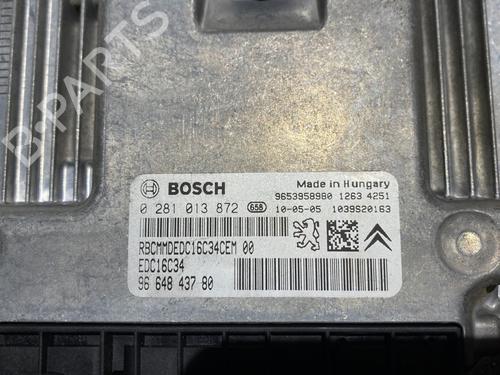 B-PARTS
BOSCH
Made in Hungary
9653958980 1263 4251
0 281 013 872 658 10-05-05 1039S20163
RBCMMDEDC16C34CEM 00
EDC16C34
96 648 437 80